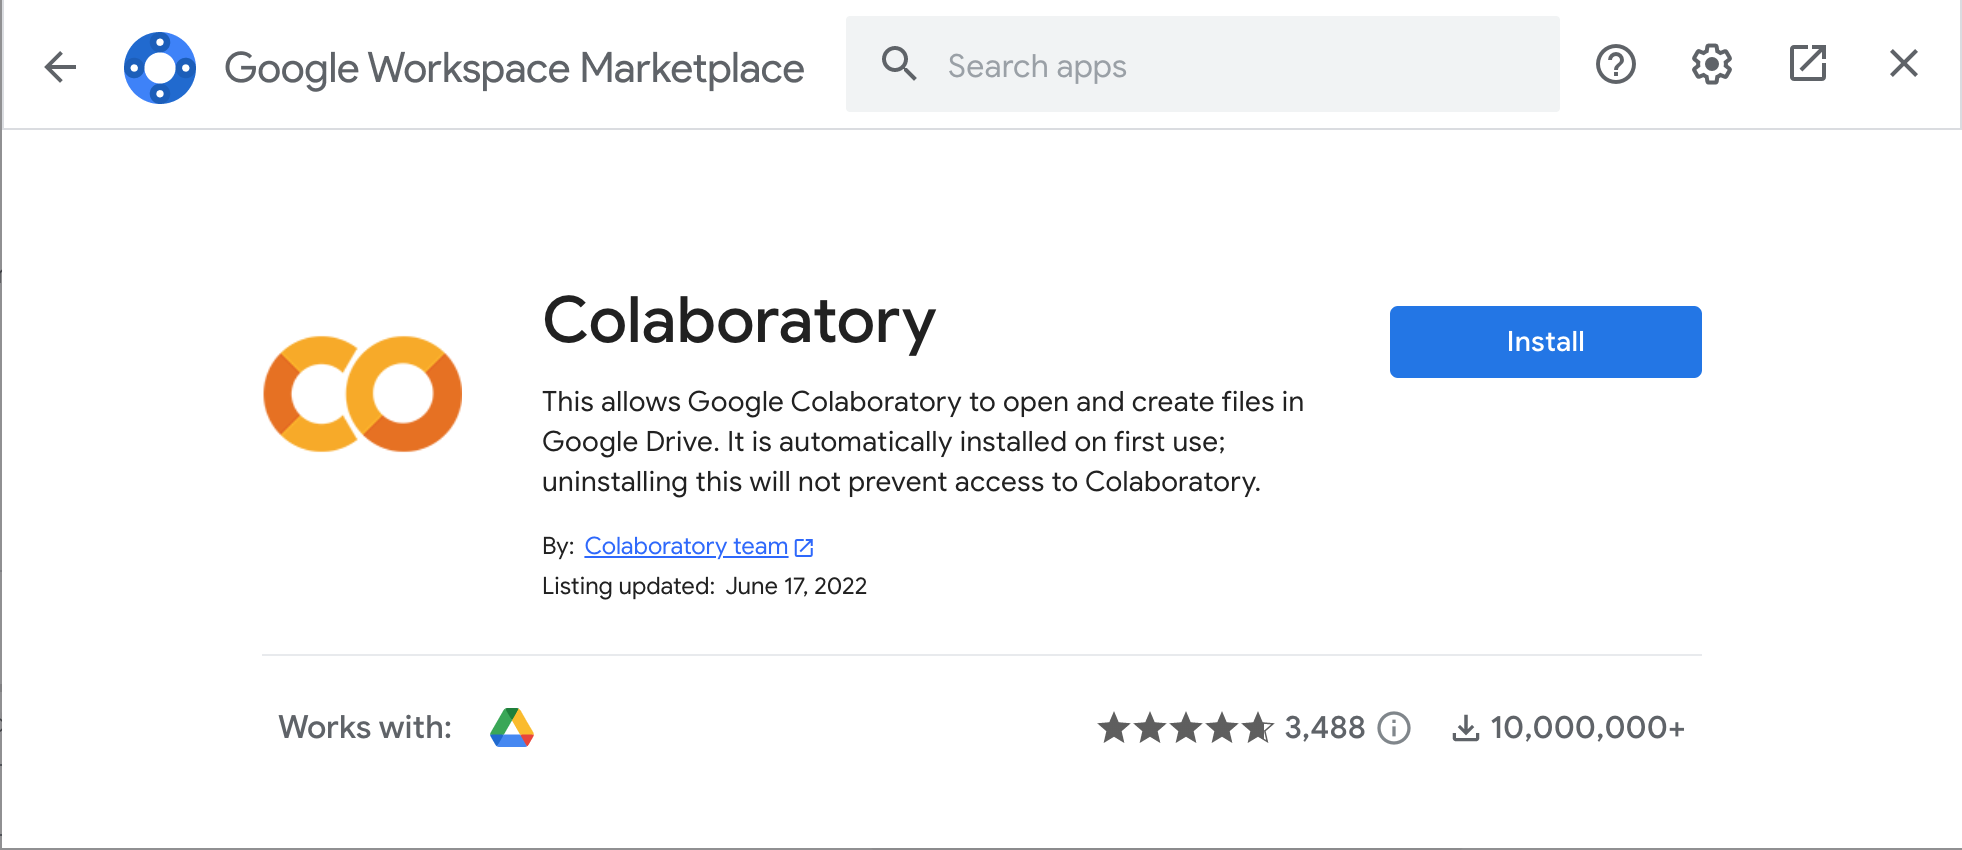 Google Workspace Marketplace
Search apps
Colaboratory
Install
This allows Google Colaboratory to open and create files in
Google Drive. It is automatically installed on first use;
uninstalling this will not prevent access to Colaboratory.
By: Colaboratory team
Listing updated: June 17, 2022
Works with:
3,488
10,000,000+